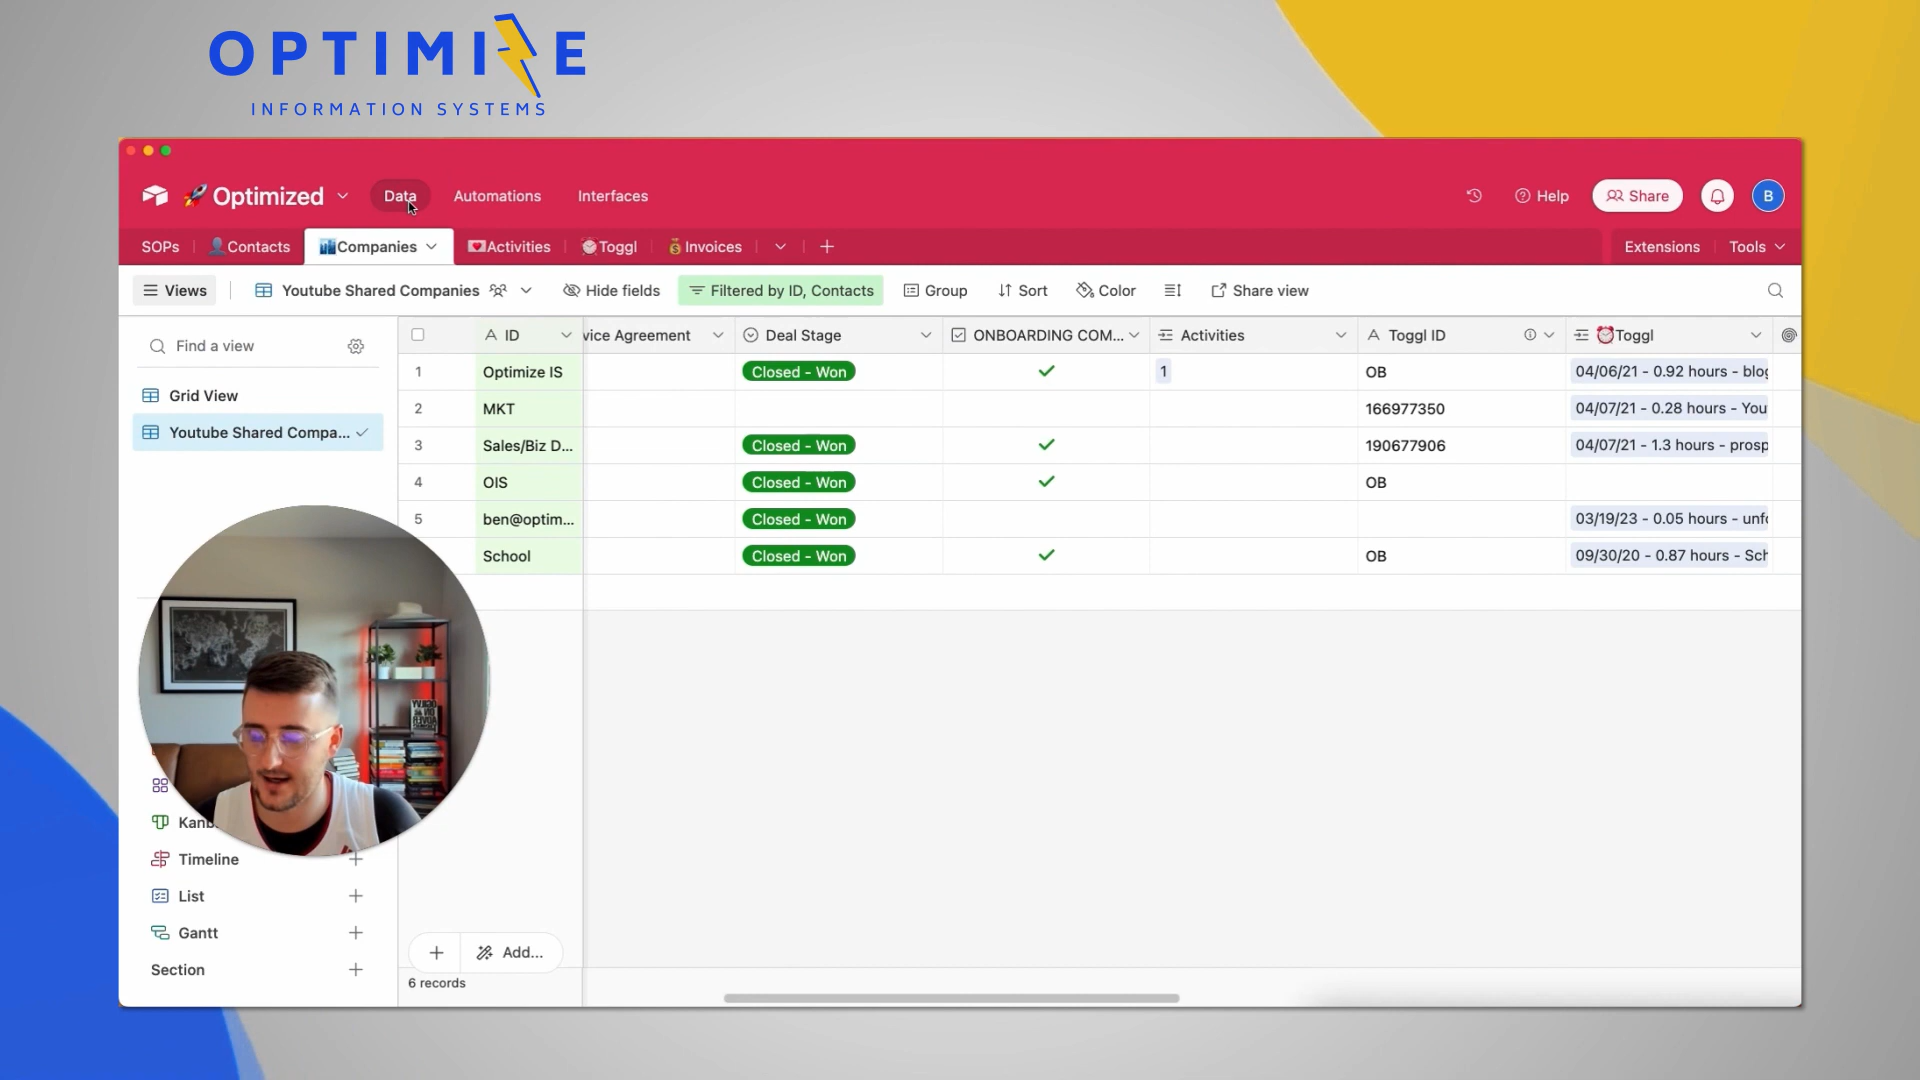 OPTIMIZE
INFORMATION SYSTEMS
🚀 Optimized
Data
Automations
Interfaces
Help
Share
B
SOPs
Contacts
Companies
Activities
Toggl
Invoices
Extensions
Tools
Views
Youtube Shared Companies
Hide fields
Filtered by ID, Contacts
Group
Sort
Color
Share view
Find a view
Grid View
Youtube Shared Compa...
ID
vice Agreement
Deal Stage
ONBOARDING COM...
Activities
Toggl ID
⏰Toggl
1 Optimize IS Closed - Won 1 OB 04/06/21 - 0.92 hours - blog
2 MKT 166977350 04/07/21 - 0.28 hours - You
3 Sales/Biz D... Closed - Won 190677906 04/07/21 - 1.3 hours - prosp
4 OIS Closed - Won OB
5 ben@optim... Closed - Won 03/19/23 - 0.05 hours - unfo
School Closed - Won OB 09/30/20 - 0.87 hours - Sch
Kanb
Timeline
List
Gantt
Section
Add...
6 records